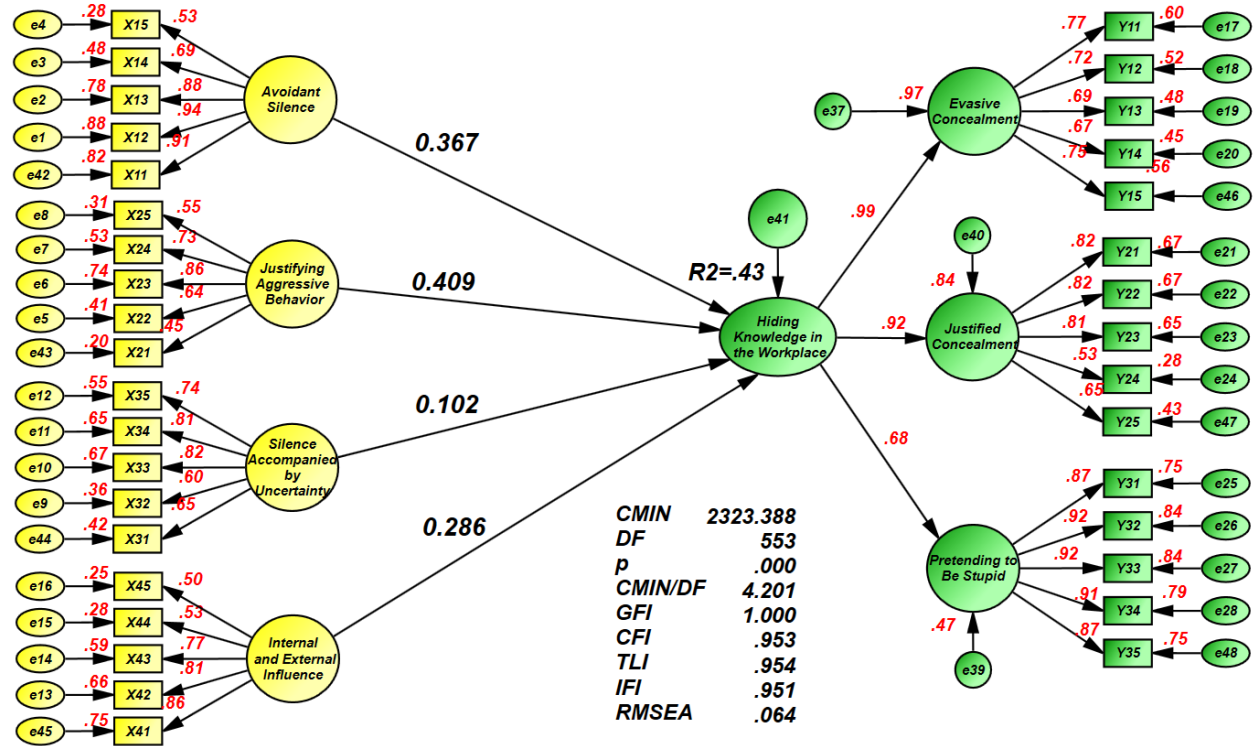 e4 .28 X15 .53
e3 .48 X14 .69
e2 .78 X13 .88
e1 .88 X12 .94
e42 .82 X11 .91
Avoidant
Silence
0.367
e8 .31 X25 .55
e7 .53 X24 .73
e6 .74 X23 .86
e5 .41 X22 .64
e43 .20 X21 .45
Justifying
Aggressive
Behavior
0.409
e12 .55 X35 .74
e11 .65 X34 .81
e10 .67 X33 .82
e9 .36 X32 .60
e44 .42 X31 .65
Silence
Accompanied
by
Uncertainty
0.102
e16 .25 X45 .50
e15 .28 X44 .53
e14 .59 X43 .77
e13 .66 X42 .81
e45 .75 X41 .86
Internal
and External
Influence
0.286
e41
R2=.43
Hiding
Knowledge in
the Workplace
.99
.92
.68
e37 .97
Evasive
Concealment
.77 Y11 .60 e17
.72 Y12 .52 e18
.69 Y13 .48 e19
.67 Y14 .45 e20
.75 Y15 .56 e46
e40
.84
Justified
Concealment
.82 Y21 .67 e21
.82 Y22 .67 e22
.81 Y23 .65 e23
.53 Y24 .28 e24
.65 Y25 .43 e47
Pretending to
Be Stupid
.47
e39
.87 Y31 .75 e25
.92 Y32 .84 e26
.92 Y33 .84 e27
.91 Y34 .79 e28
.87 Y35 .75 e48
CMIN 2323.388
DF 553
p .000
CMIN/DF 4.201
GFI 1.000
CFI .953
TLI .954
IFI .951
RMSEA .064